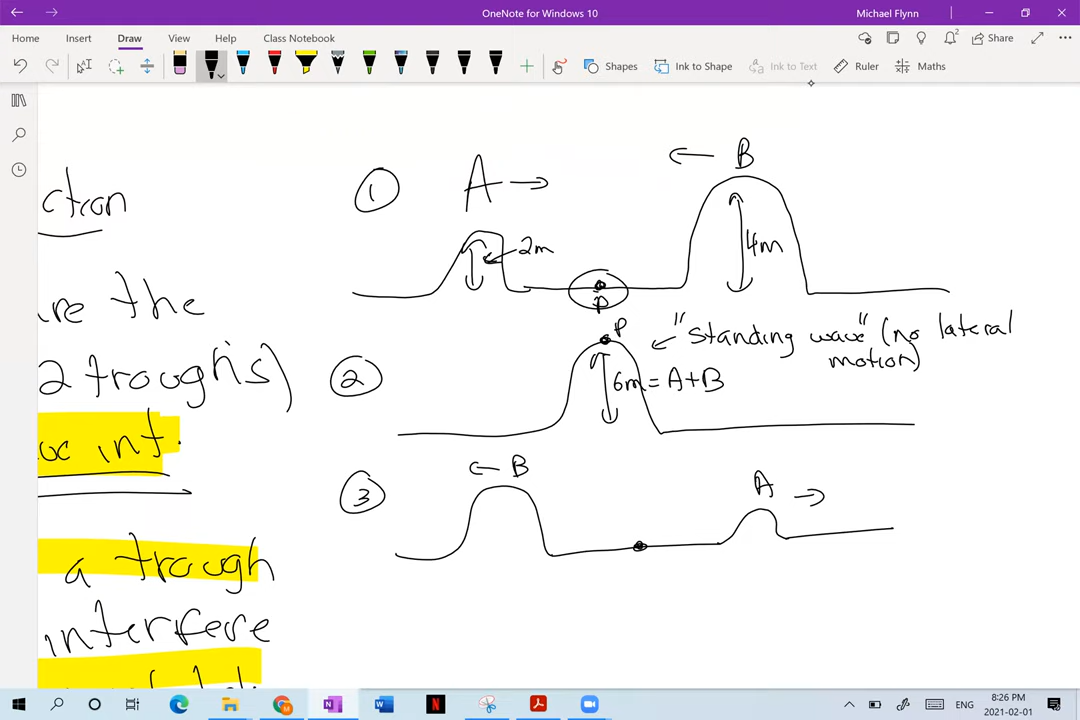 OneNote for Windows 10
Michael Flynn
Home Insert Draw View Help Class Notebook
Share
Shapes Ink to Shape Ink to Text Ruler Maths
ction
re the
2 troughs)
int.
a trough
interfere
1 A → ← B
2m
4m
P
P
"Standing wave" (no lateral
motion)
2 6m = A+B
3 ← B A →
8:26 PM
ENG
2021-02-01